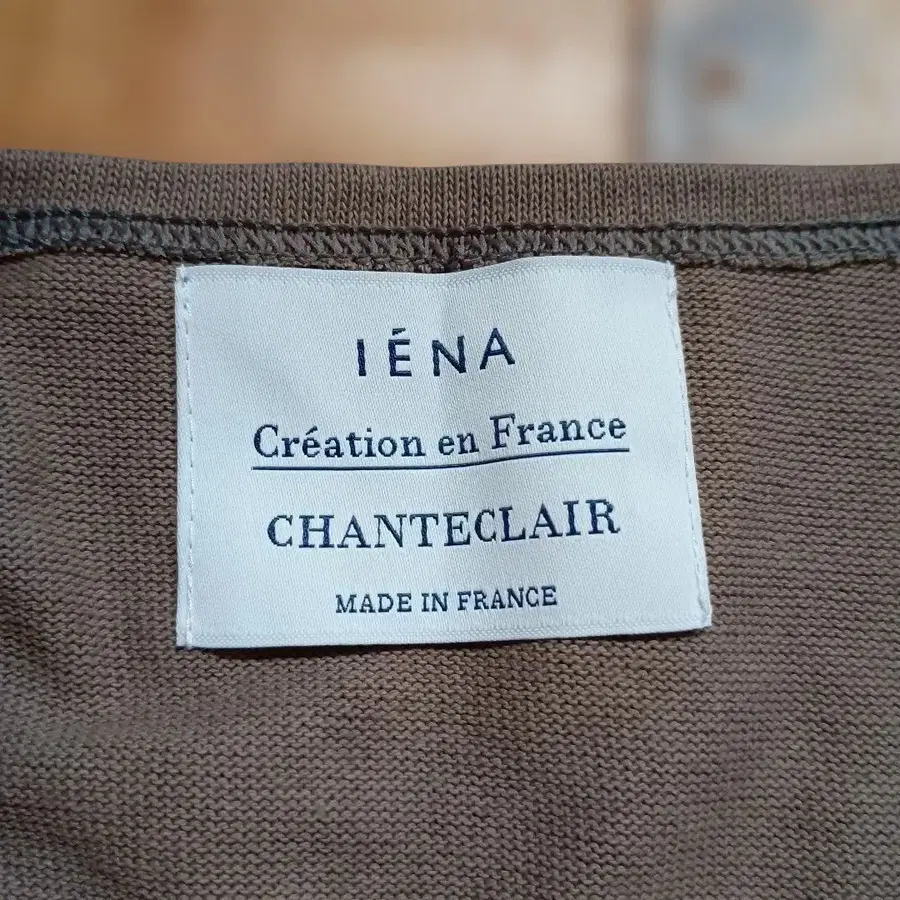 IÉNA
Création en France
CHANTECLAIR
MADE IN FRANCE